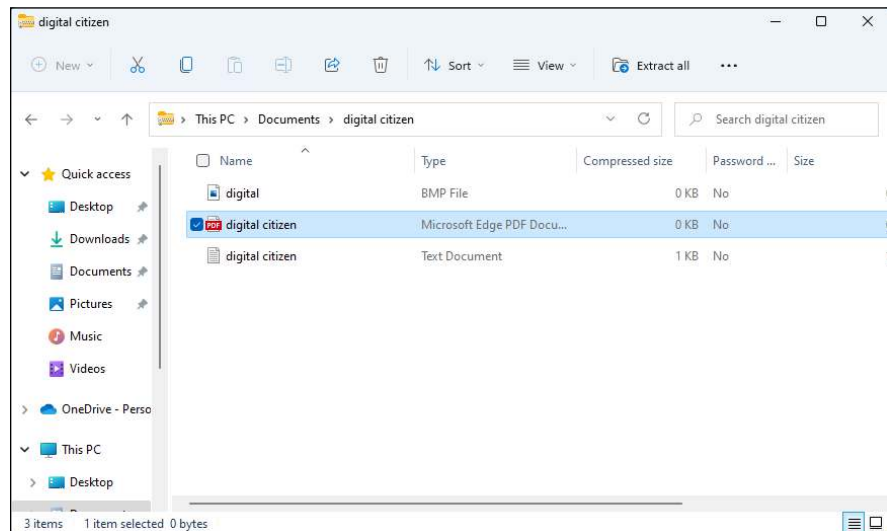 digital citizen
New
Sort
View
Extract all
This PC > Documents > digital citizen
Search digital citizen
Name Type Compressed size Password ... Size
digital BMP File 0 KB No
PDF digital citizen Microsoft Edge PDF Docu... 0 KB No
digital citizen Text Document 1 KB No
Quick access
Desktop
Downloads
Documents
Pictures
Music
Videos
OneDrive - Perso
This PC
Desktop
3 items 1 item selected 0 bytes